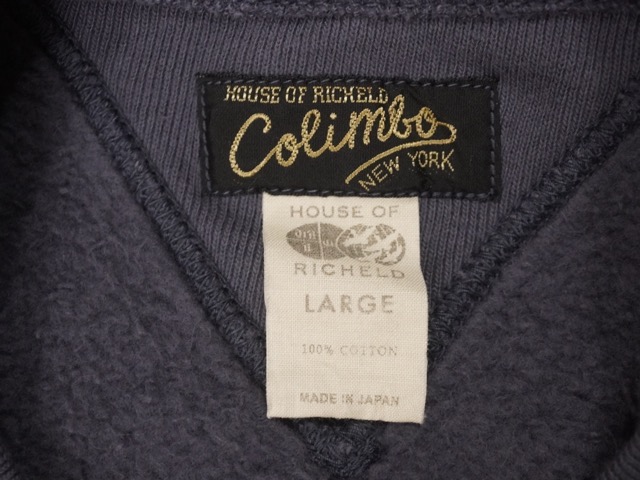 HOUSE OF RICHELD
Colimbo
NEW YORK
HOUSE OF
RICHELD
LARGE
100% COTTON
MADE IN JAPAN